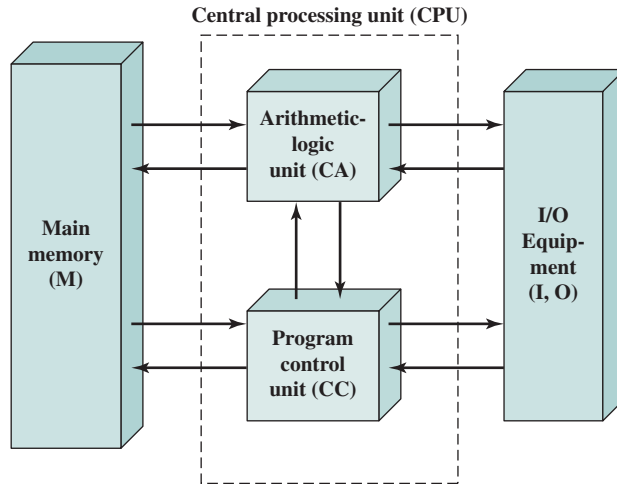 Central processing unit (CPU)
Arithmetic-
logic
unit (CA)
Main
memory
(M)
I/O
Equip-
ment
(I, O)
Program
control
unit (CC)